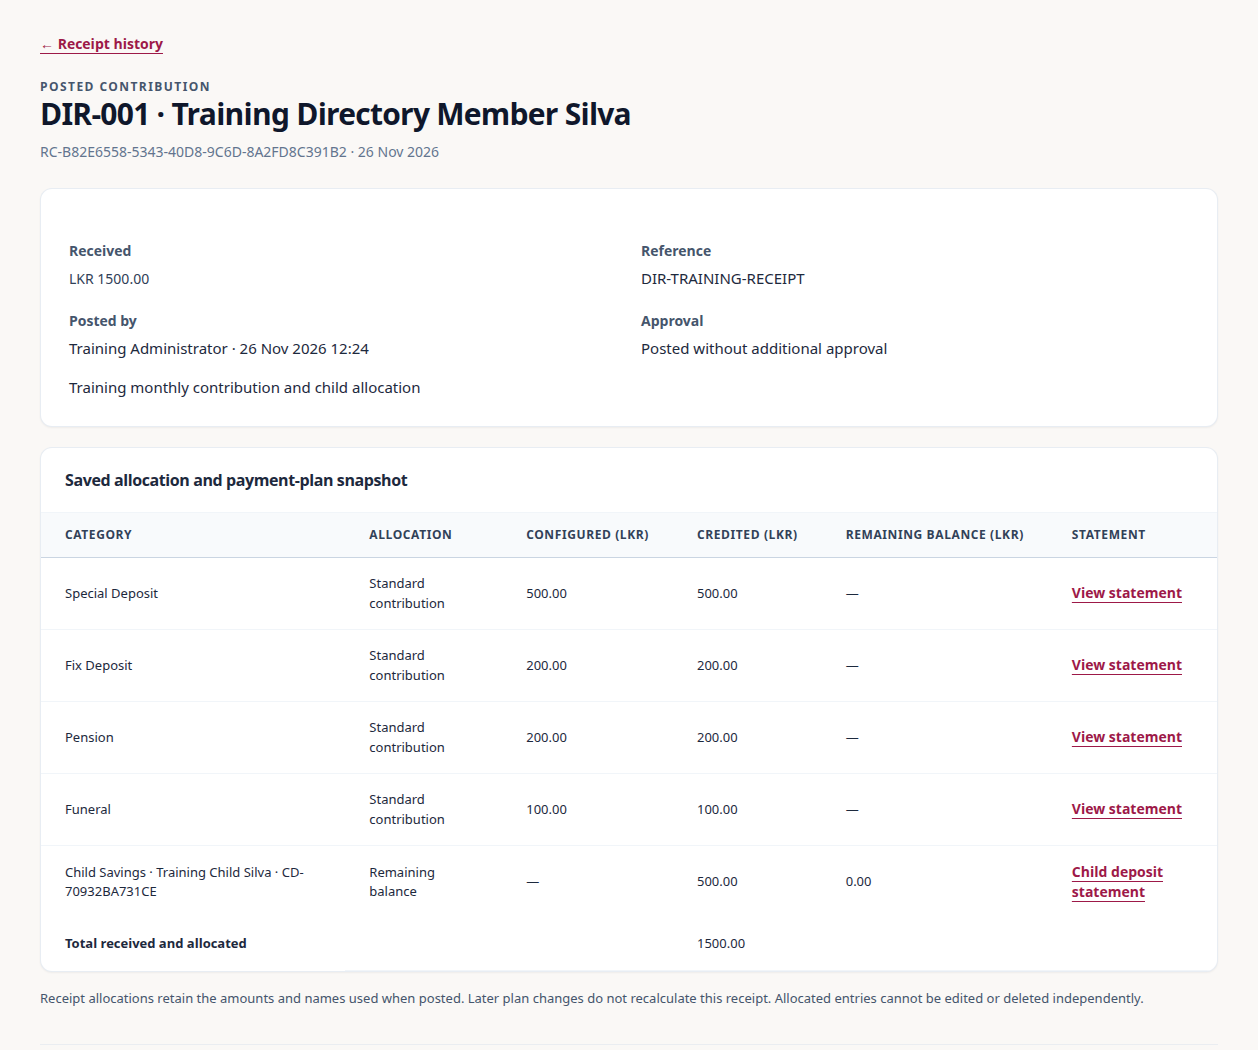 ← Receipt history
POSTED CONTRIBUTION
DIR-001 · Training Directory Member Silva
RC-B82E6558-5343-40D8-9C6D-8A2FD8C391B2 · 26 Nov 2026
Received
LKR 1500.00
Reference
DIR-TRAINING-RECEIPT
Posted by
Training Administrator · 26 Nov 2026 12:24
Approval
Posted without additional approval
Training monthly contribution and child allocation
Saved allocation and payment-plan snapshot
CATEGORY ALLOCATION CONFIGURED (LKR) CREDITED (LKR) REMAINING BALANCE (LKR) STATEMENT
Special Deposit Standard contribution 500.00 500.00 — View statement
Fix Deposit Standard contribution 200.00 200.00 — View statement
Pension Standard contribution 200.00 200.00 — View statement
Funeral Standard contribution 100.00 100.00 — View statement
Child Savings · Training Child Silva · CD-70932BA731CE Remaining balance — 500.00 0.00 Child deposit statement
Total received and allocated 1500.00
Receipt allocations retain the amounts and names used when posted. Later plan changes do not recalculate this receipt. Allocated entries cannot be edited or deleted independently.